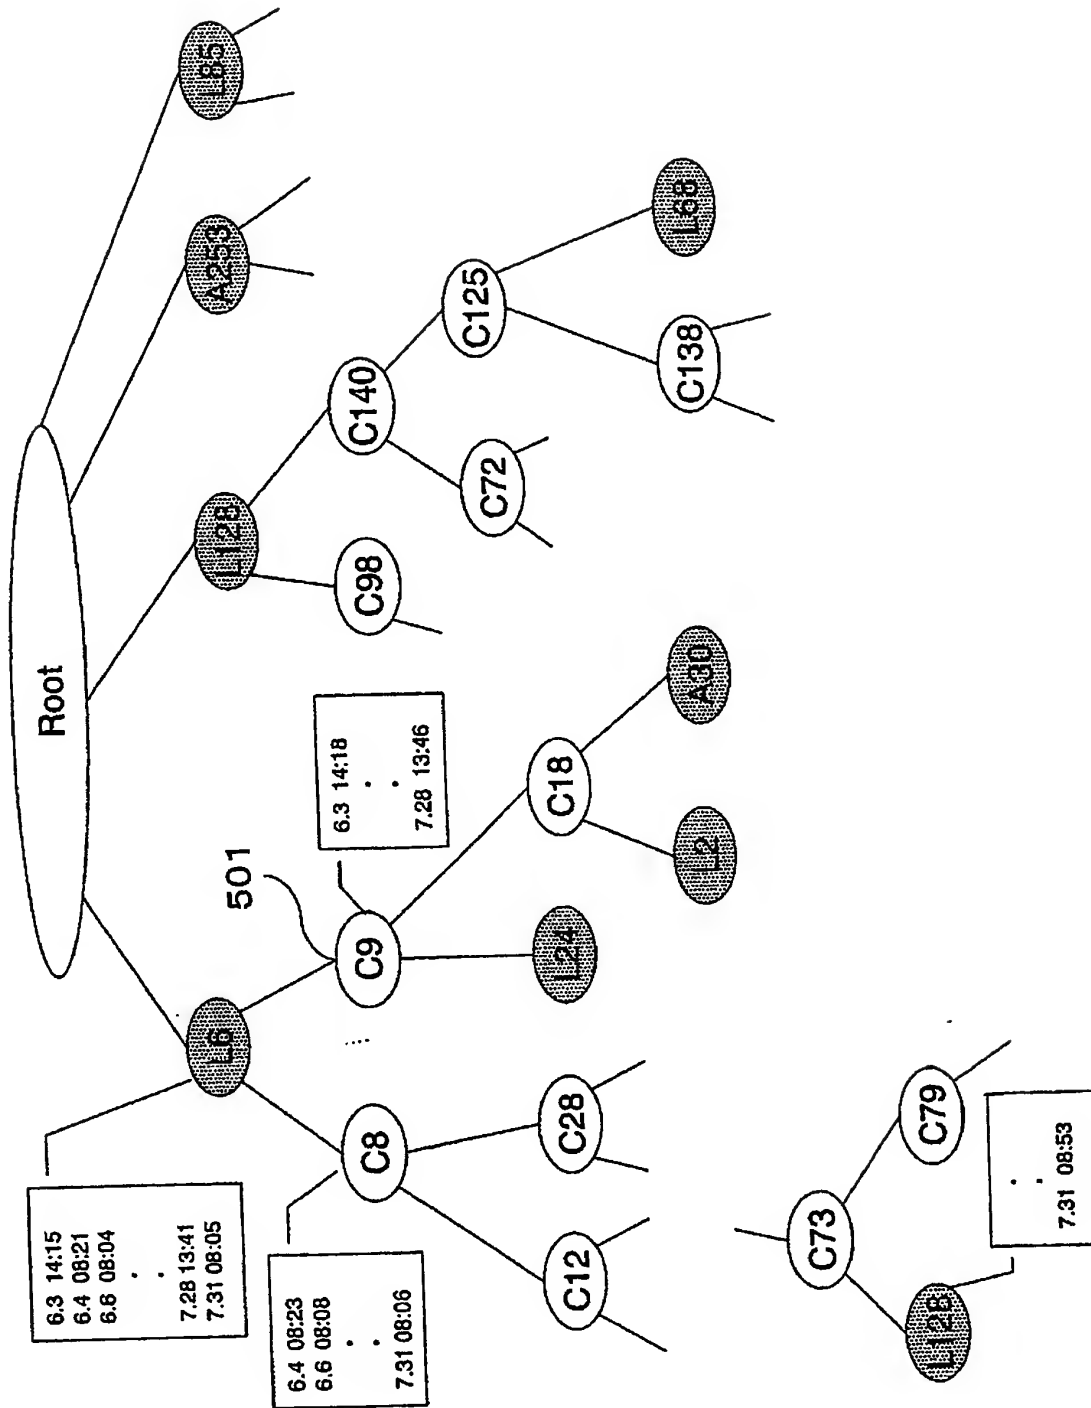 Root
L6
L128
A253
L85
6.3 14:15
6.4 08:21
6.6 08:04
. .
7.28 13:41
7.31 08:05
501
C8
C9
C98
C140
6.4 08:23
6.6 08:08
. .
7.31 08:06
6.3 14:18
. .
7.28 13:46
C12
C28
L24
C18
C72
C125
L2
A30
C138
L68
C73
L128
C79
. .
7.31 08:53